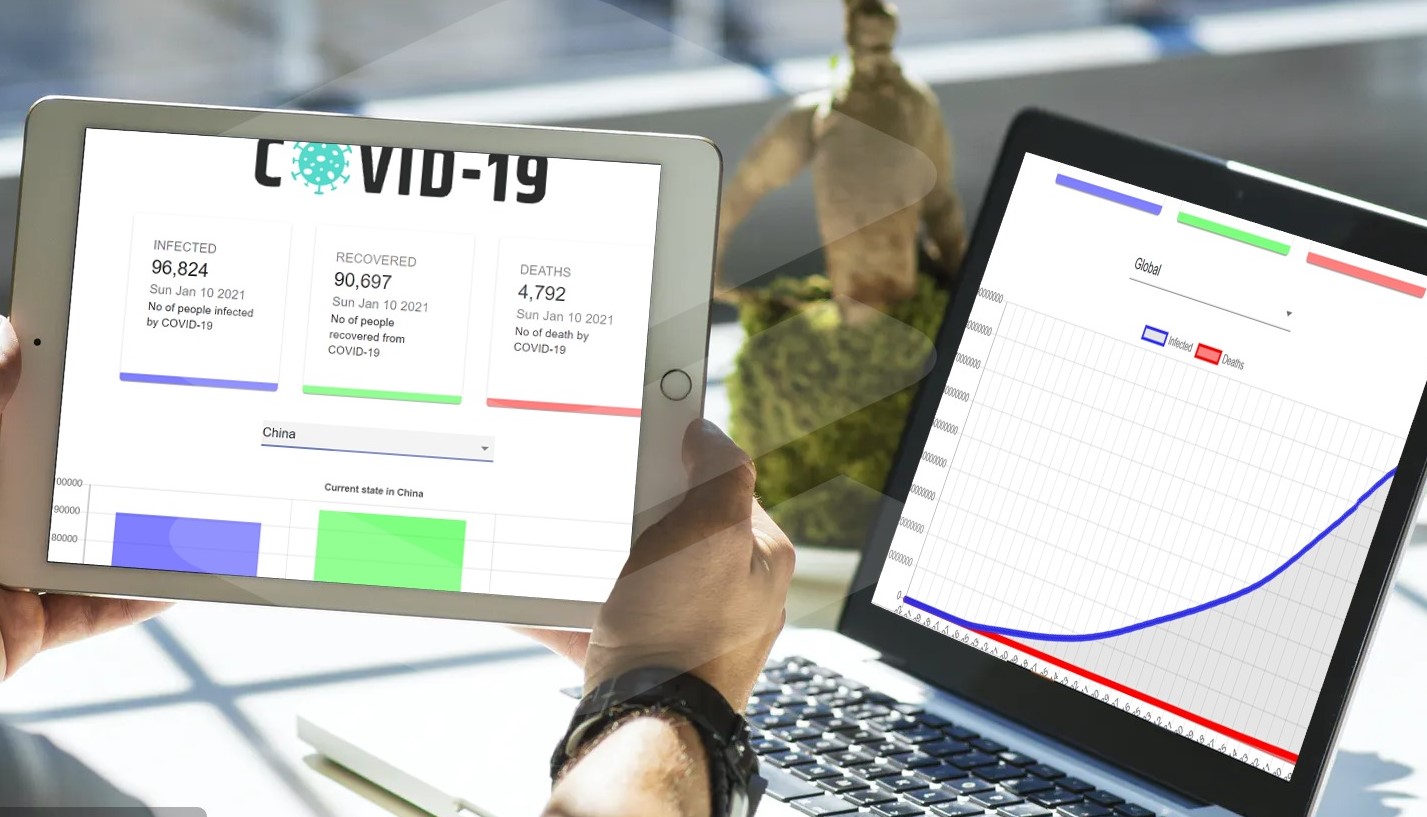 COVID-19
INFECTED
96,824
Sun Jan 10 2021
No of people infected
by COVID-19
RECOVERED
90,697
Sun Jan 10 2021
No of people
recovered from
COVID-19
DEATHS
4,792
Sun Jan 10 2021
No of death by
COVID-19
China
Current state in China
00000
90000
80000
Global
Infected
Deaths
0